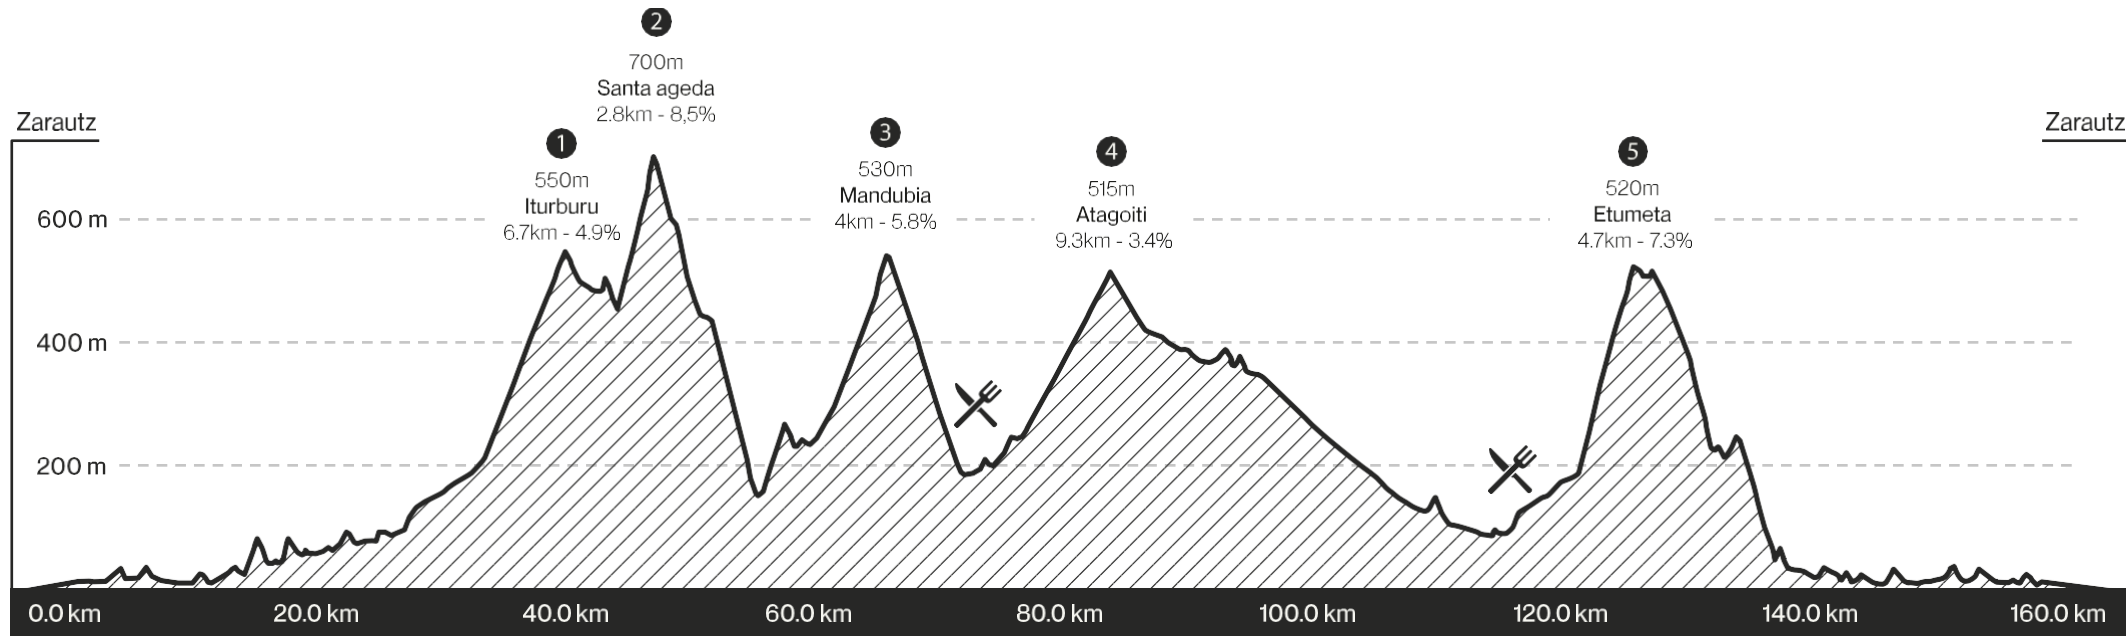 2
700m
Santa ageda
2.8km - 8,5%
Zarautz
Zarautz
1
550m
Iturburu
6.7km - 4.9%
3
530m
Mandubia
4km - 5.8%
4
515m
Atagoiti
9.3km - 3.4%
5
520m
Etumeta
4.7km - 7.3%
600 m
400 m
200 m
0.0 km
20.0 km
40.0 km
60.0 km
80.0 km
100.0 km
120.0 km
140.0 km
160.0 km